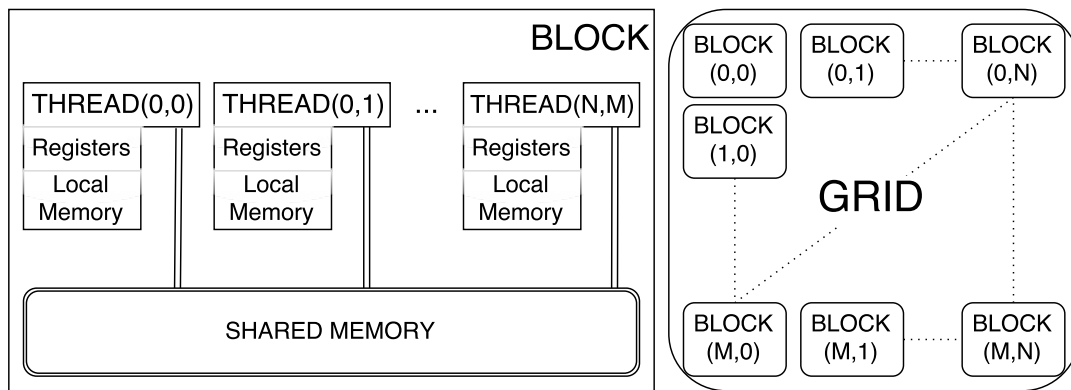 BLOCK
THREAD(0,0)
THREAD(0,1)
...
THREAD(N,M)
Registers
Local
Memory
Registers
Local
Memory
Registers
Local
Memory
SHARED MEMORY
BLOCK
(0,0)
BLOCK
(0,1)
BLOCK
(0,N)
BLOCK
(1,0)
GRID
BLOCK
(M,0)
BLOCK
(M,1)
BLOCK
(M,N)